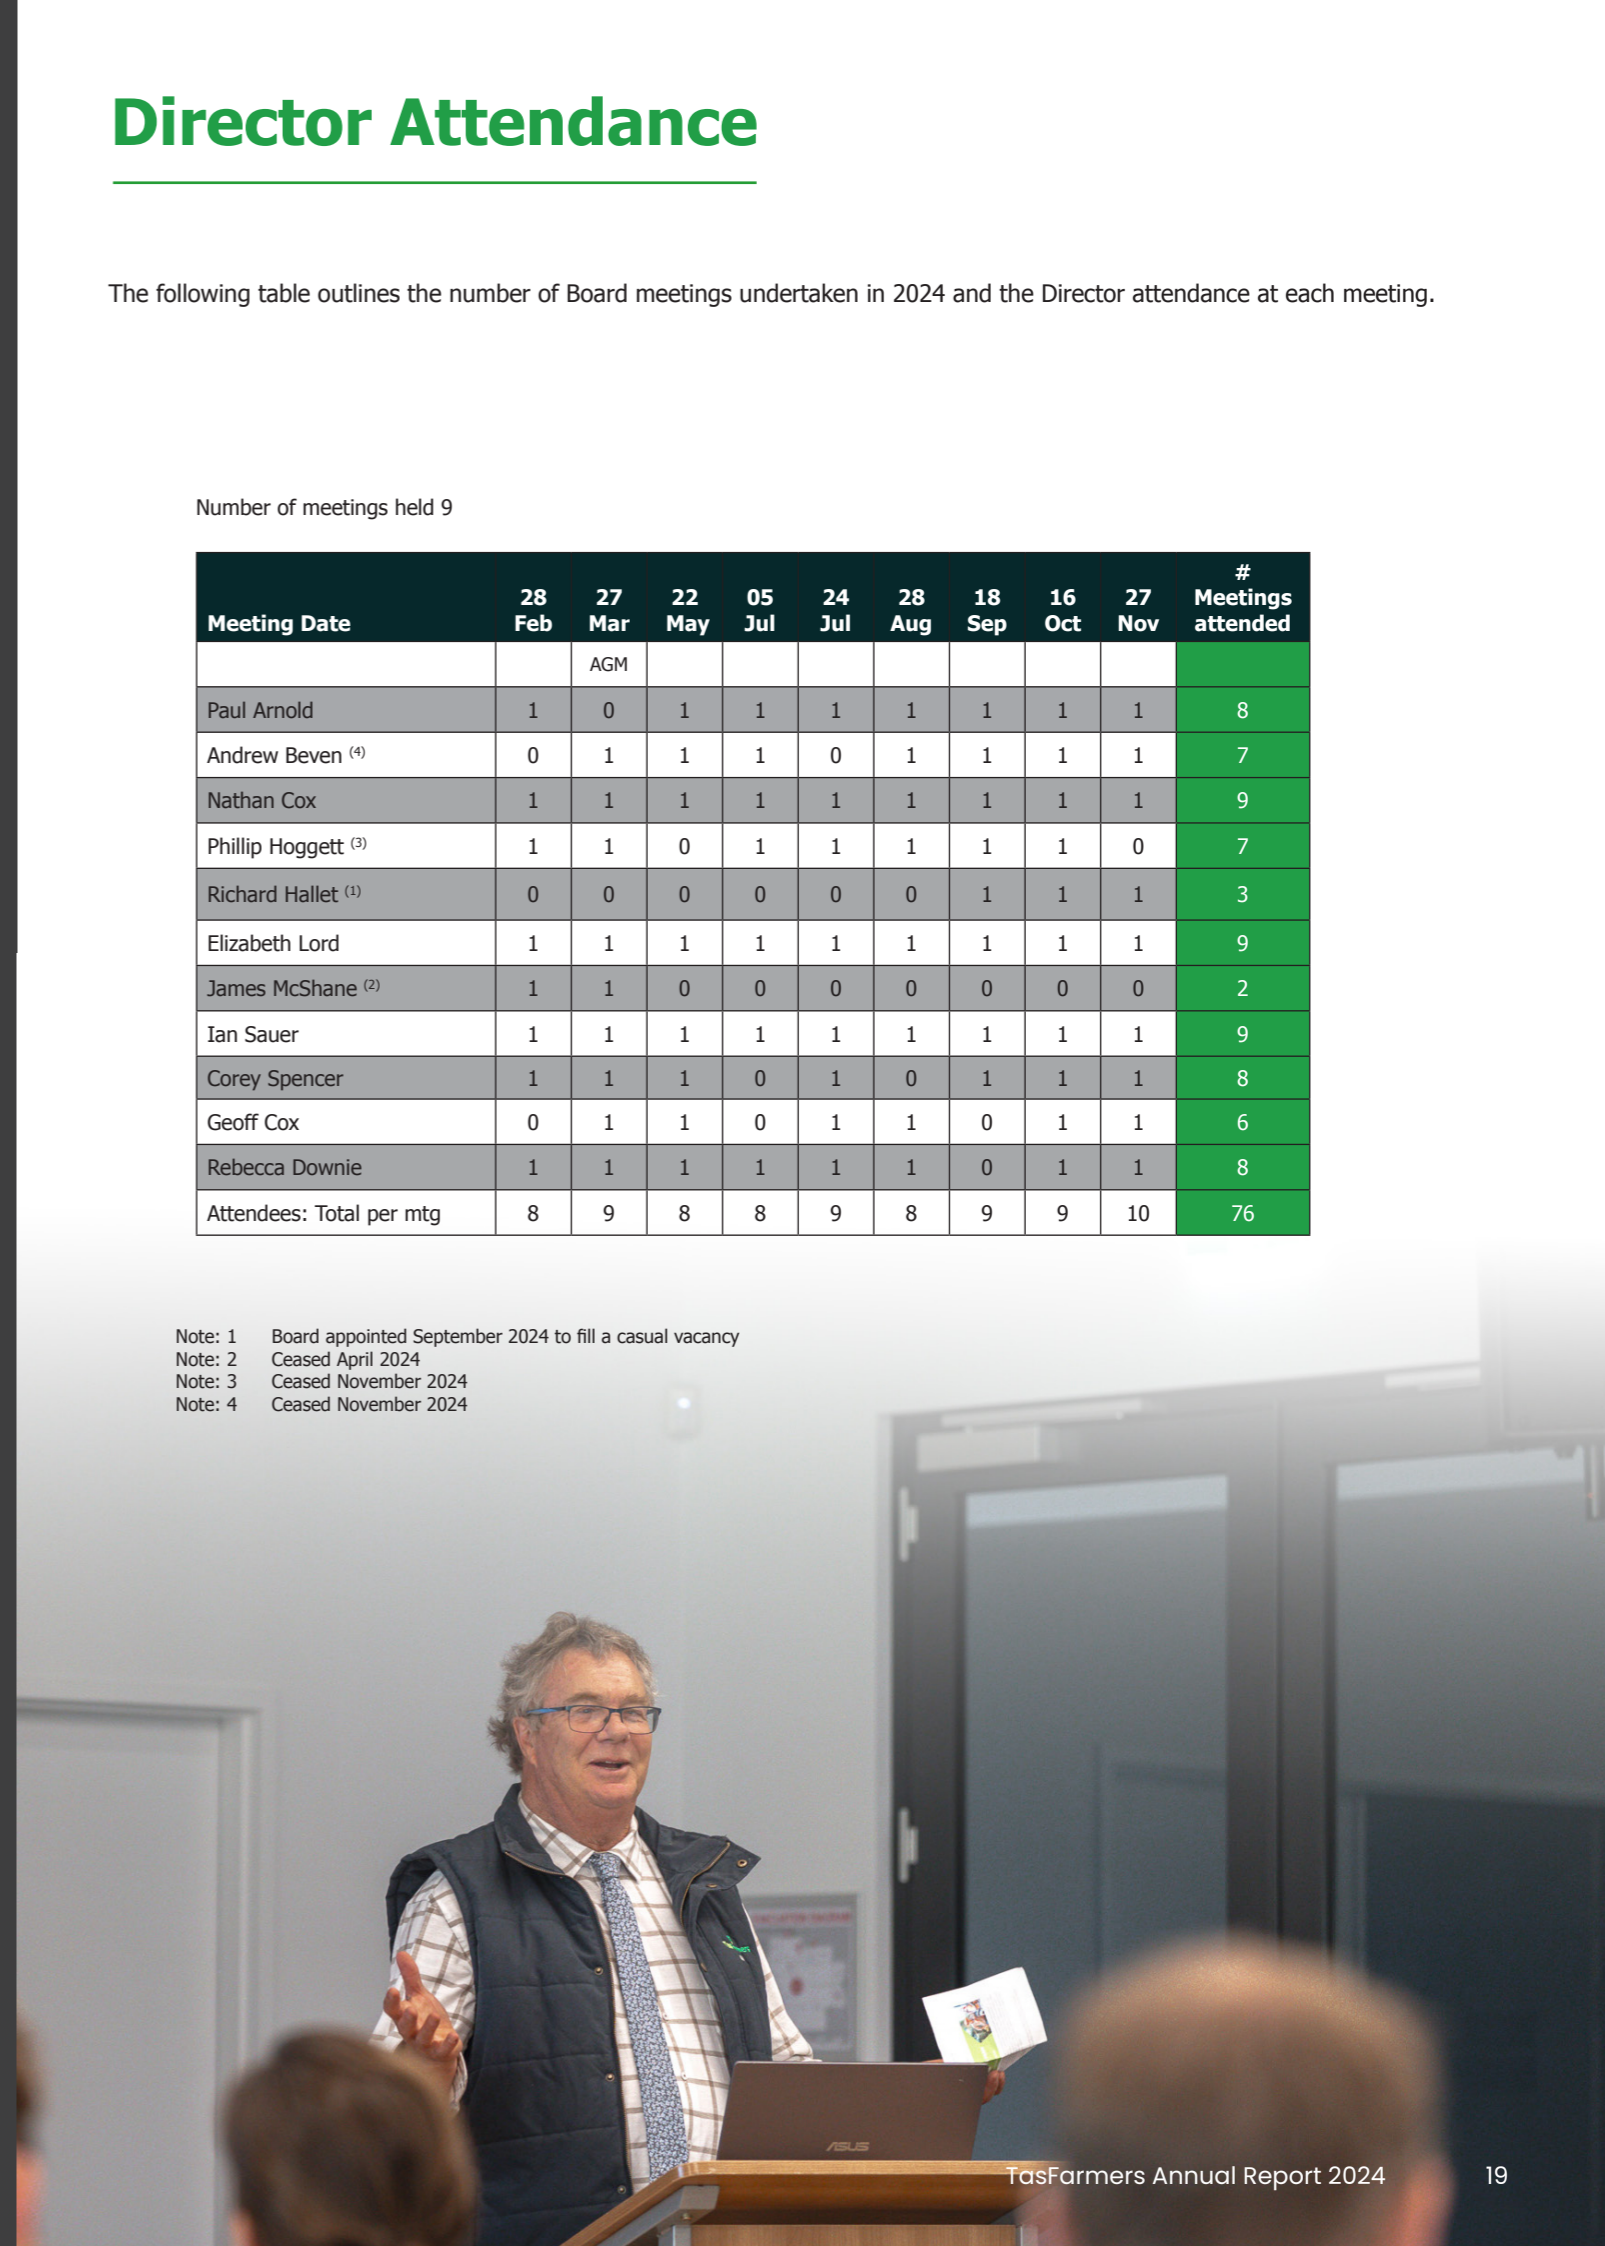 Director Attendance
The following table outlines the number of Board meetings undertaken in 2024 and the Director attendance at each meeting.
Number of meetings held 9
Meeting Date 28 Feb 27 Mar 22 May 05 Jul 24 Jul 28 Aug 18 Sep 16 Oct 27 Nov # Meetings attended
AGM
Paul Arnold 1 0 1 1 1 1 1 1 1 8
Andrew Beven (4) 0 1 1 1 0 1 1 1 1 7
Nathan Cox 1 1 1 1 1 1 1 1 1 9
Phillip Hoggett (3) 1 1 0 1 1 1 1 1 0 7
Richard Hallet (1) 0 0 0 0 0 0 1 1 1 3
Elizabeth Lord 1 1 1 1 1 1 1 1 1 9
James McShane (2) 1 1 0 0 0 0 0 0 0 2
Ian Sauer 1 1 1 1 1 1 1 1 1 9
Corey Spencer 1 1 1 0 1 0 1 1 1 8
Geoff Cox 0 1 1 0 1 1 0 1 1 6
Rebecca Downie 1 1 1 1 1 1 0 1 1 8
Attendees: Total per mtg 8 9 8 8 9 8 9 9 10 76
Note: 1 Board appointed September 2024 to fill a casual vacancy
Note: 2 Ceased April 2024
Note: 3 Ceased November 2024
Note: 4 Ceased November 2024
ASUS
TasFarmers Annual Report 2024 19